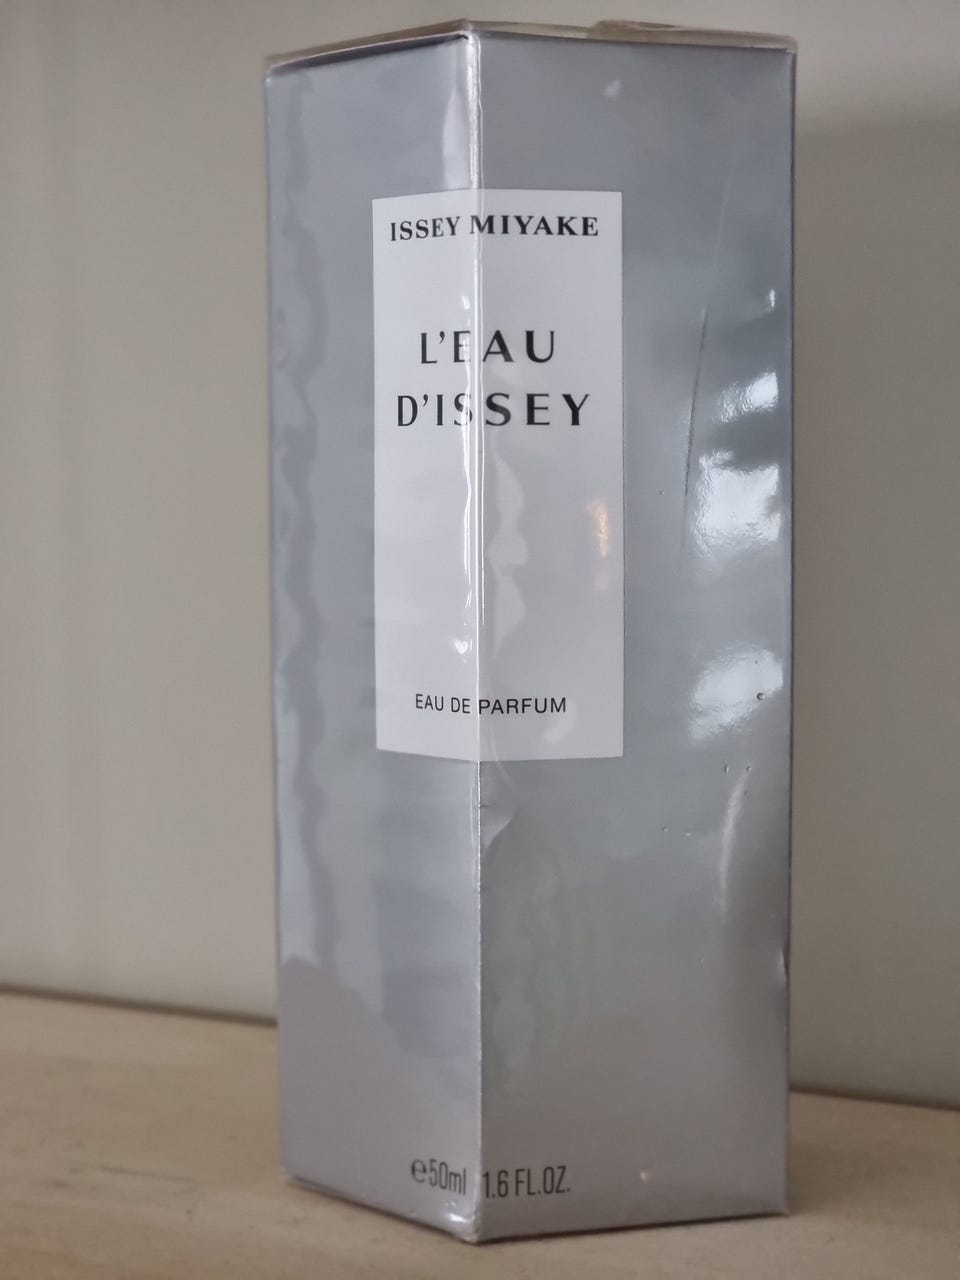 ISSEY MIYAKE
L'EAU
D'ISSEY
EAU DE PARFUM
℮50ml 1.6 FL.OZ.